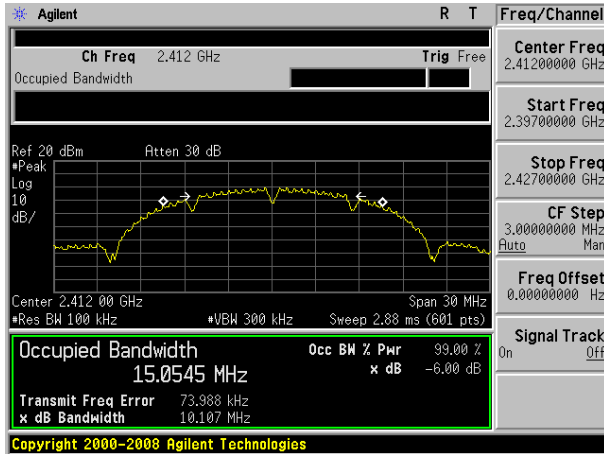 Agilent
R T
Freq/Channel
Ch Freq 2.412 GHz
Trig Free
Occupied Bandwidth
Center Freq
2.41200000 GHz
Start Freq
2.39700000 GHz
Stop Freq
2.42700000 GHz
CF Step
3.00000000 MHz
Auto Man
Freq Offset
0.00000000 Hz
Signal Track
On Off
Ref 20 dBm Atten 30 dB
#Peak
Log
10
dB/
Center 2.412 00 GHz Span 30 MHz
#Res BW 100 kHz #VBW 300 kHz Sweep 2.88 ms (601 pts)
Occupied Bandwidth
15.0545 MHz
Occ BW % Pwr 99.00 %
x dB -6.00 dB
Transmit Freq Error 73.988 kHz
x dB Bandwidth 10.107 MHz
Copyright 2000-2008 Agilent Technologies